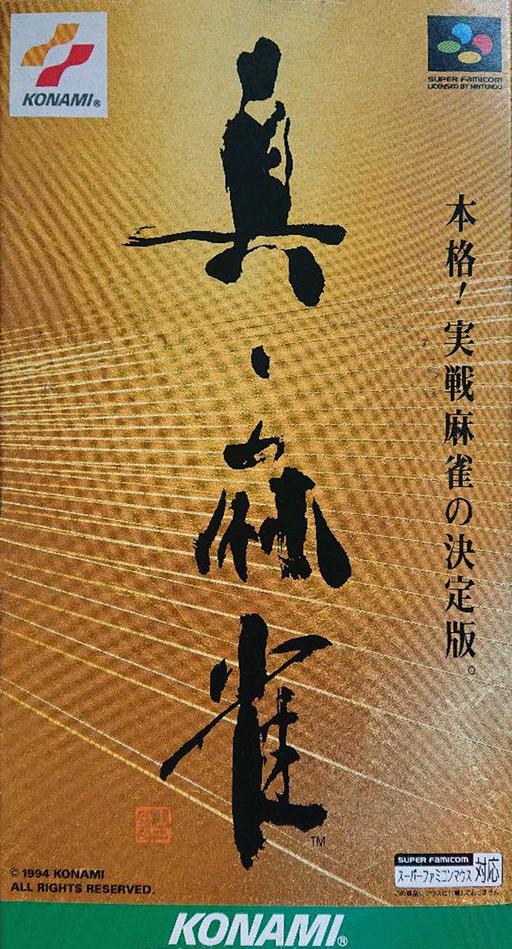 KONAMI®
SUPER FAMICOM
LICENSED BY NINTENDO
真・麻雀
TM
本格!実戦麻雀の決定版。
© 1994 KONAMI
ALL RIGHTS RESERVED.
SUPER FAMICOM
スーパーファミコンマウス対応
KONAMI®